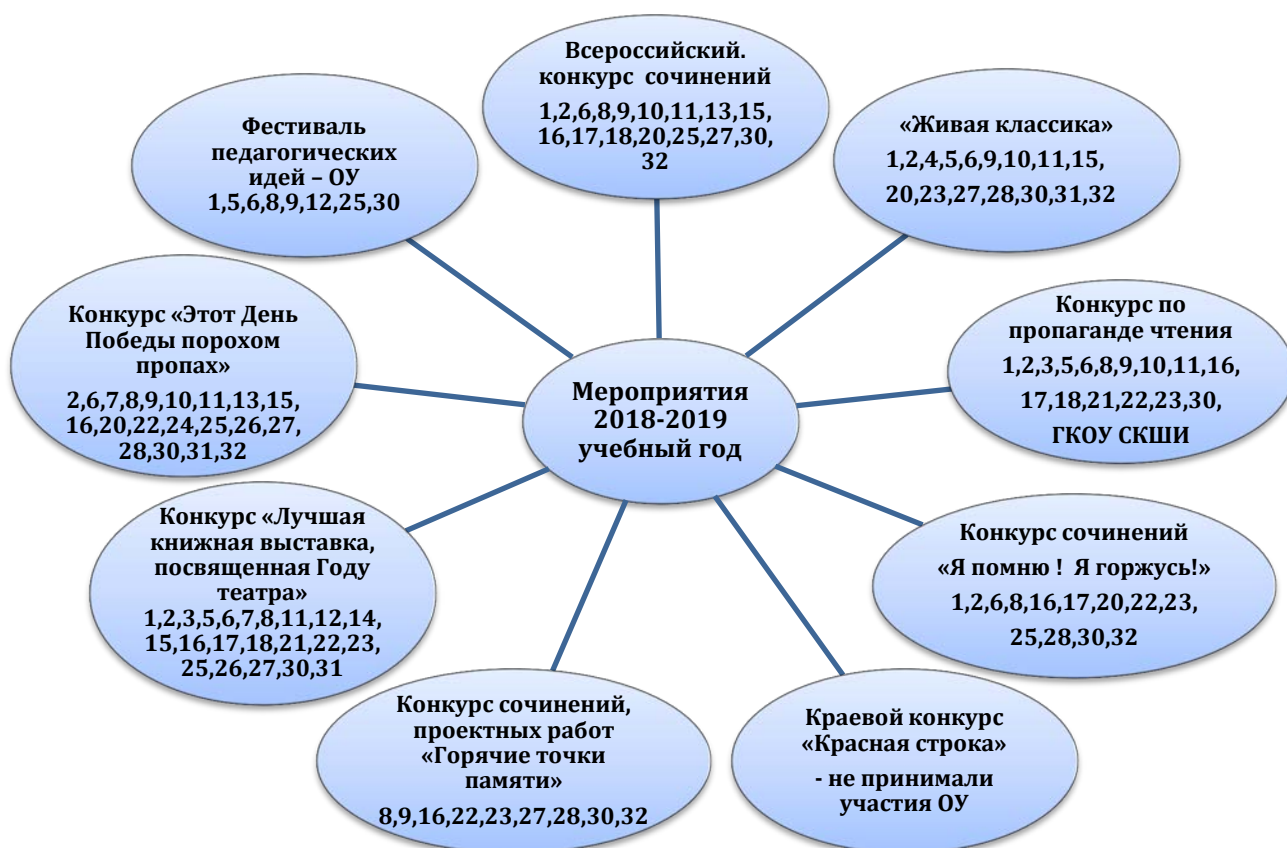 Всероссийский.
конкурс сочинений
1,2,6,8,9,10,11,13,15,
16,17,18,20,25,27,30,
32
«Живая классика»
1,2,4,5,6,9,10,11,15,
20,23,27,28,30,31,32
Конкурс по
пропаганде чтения
1,2,3,5,6,8,9,10,11,16,
17,18,21,22,23,30,
ГКОУ СКШИ
Конкурс сочинений
«Я помню ! Я горжусь!»
1,2,6,8,16,17,20,22,23,
25,28,30,32
Краевой конкурс
«Красная строка»
- не принимали
участия ОУ
Конкурс сочинений,
проектных работ
«Горячие точки
памяти»
8,9,16,22,23,27,28,30,32
Конкурс «Лучшая
книжная выставка,
посвященная Году
театра»
1,2,3,5,6,7,8,11,12,14,
15,16,17,18,21,22,23,
25,26,27,30,31
Конкурс «Этот День
Победы порохом
пропах»
2,6,7,8,9,10,11,13,15,
16,20,22,24,25,26,27,
28,30,31,32
Фестиваль
педагогических
идей – ОУ
1,5,6,8,9,12,25,30
Мероприятия
2018-2019
учебный год